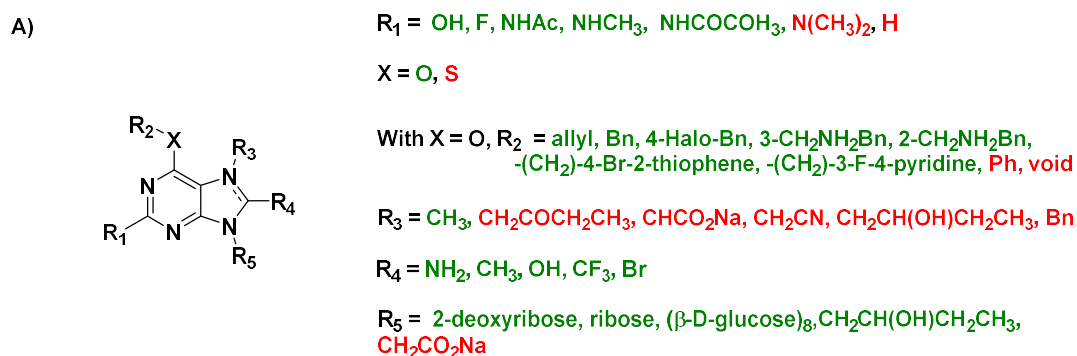 A)
R₁ = OH, F, NHAc, NHCH₃, NHCOCOH₃, N(CH₃)₂, H
X = O, S
With X = O, R₂ = allyl, Bn, 4-Halo-Bn, 3-CH₂NH₂Bn, 2-CH₂NH₂Bn,
-(CH₂)-4-Br-2-thiophene, -(CH₂)-3-F-4-pyridine, Ph, void
R₃ = CH₃, CH₂COCH₂CH₃, CHCO₂Na, CH₂CN, CH₂CH(OH)CH₂CH₃, Bn
R₄ = NH₂, CH₃, OH, CF₃, Br
R₅ = 2-deoxyribose, ribose, (β-D-glucose)₈,CH₂CH(OH)CH₂CH₃,
CH₂CO₂Na
R₂
X
R₃
N
N
R₄
R₁
N
N
R₅